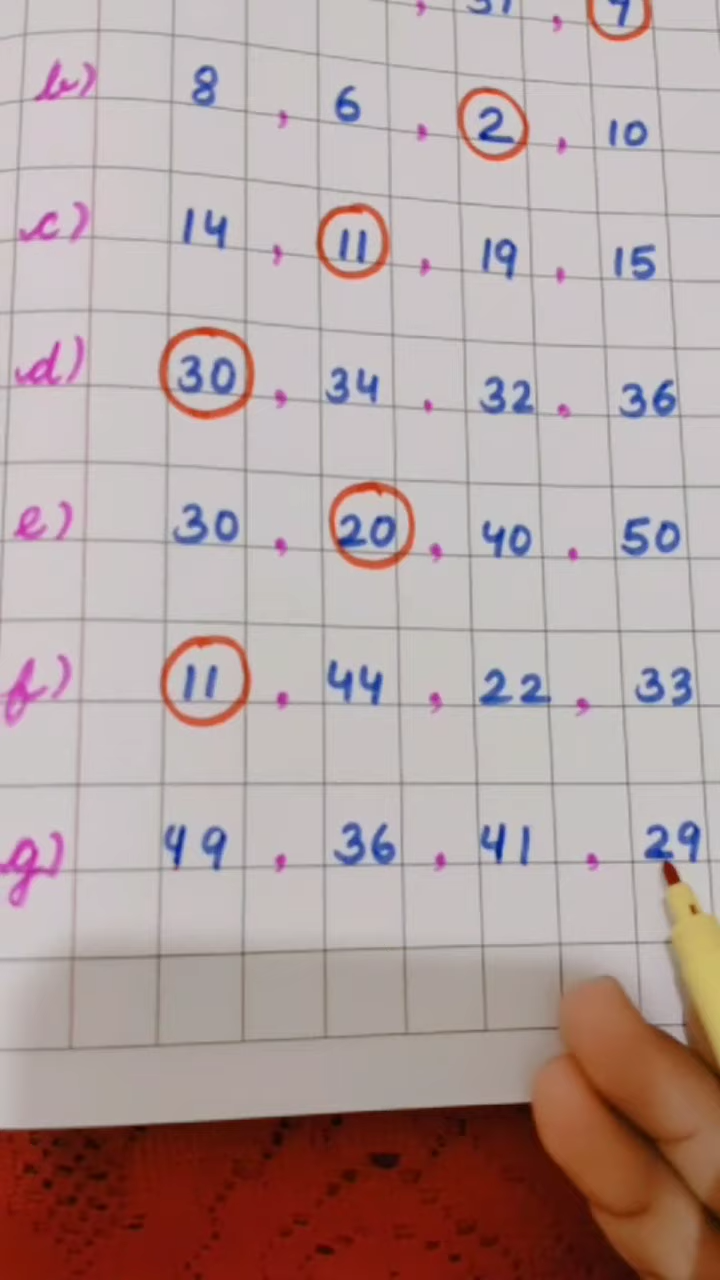 b) 8 , 6 , 2 , 10
c) 14 , 11 , 19 , 15
d) 30 , 34 , 32 , 36
e) 30 , 20 , 40 , 50
f) 11 , 44 , 22 , 33
g) 49 , 36 , 41 , 29